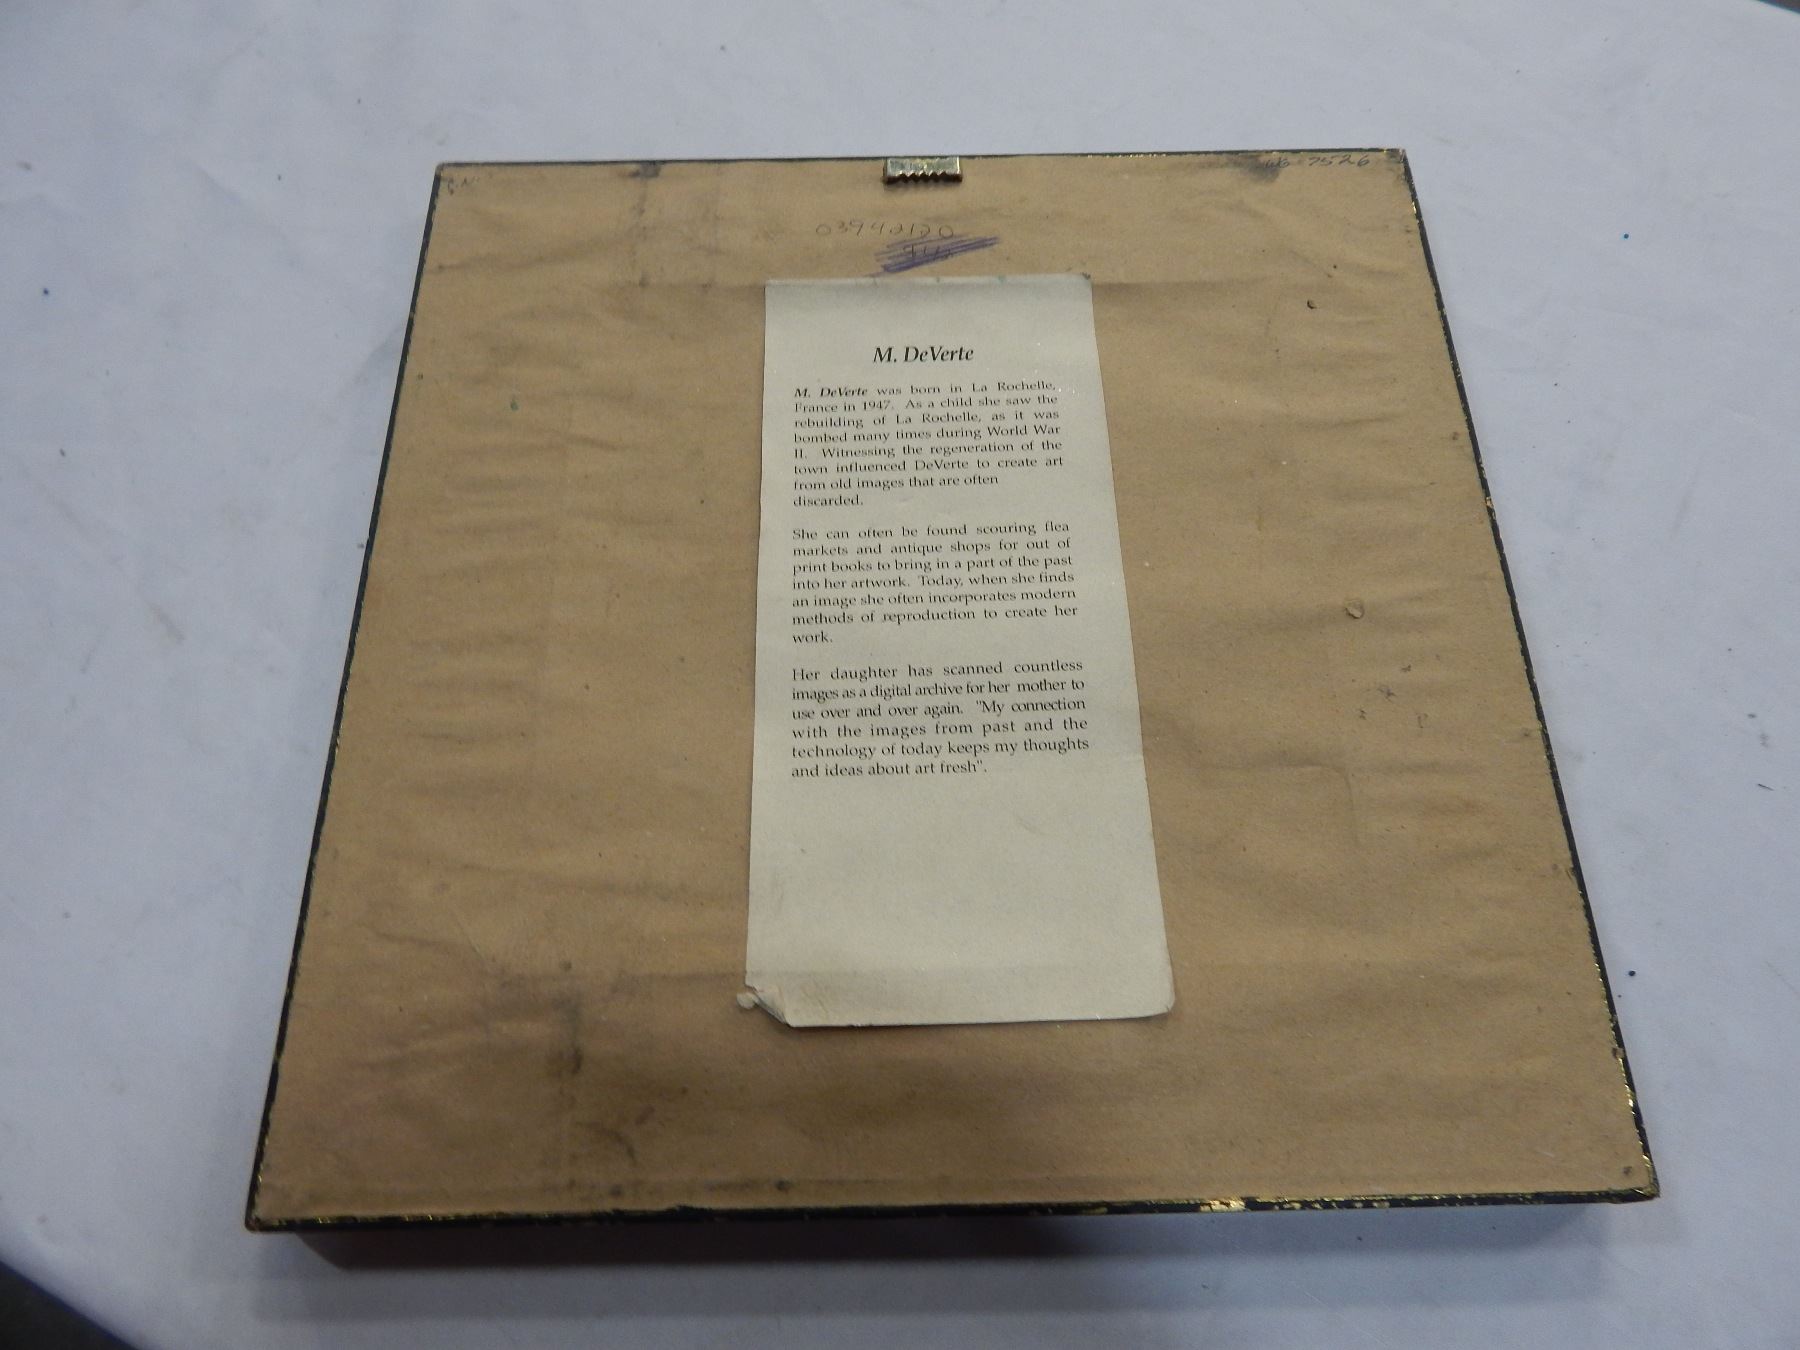 7526
03942120
M. DeVerte
M. DeVerte was born in La Rochelle,
France in 1947. As a child she saw the
rebuilding of La Rochelle, as it was
bombed many times during World War
II. Witnessing the regeneration of the
town influenced DeVerte to create art
from old images that are often
discarded.
She can often be found scouring flea
markets and antique shops for out of
print books to bring in a part of the past
into her artwork. Today, when she finds
an image she often incorporates modern
methods of reproduction to create her
work.
Her daughter has scanned countless
images as a digital archive for her mother to
use over and over again. "My connection
with the images from past and the
technology of today keeps my thoughts
and ideas about art fresh".